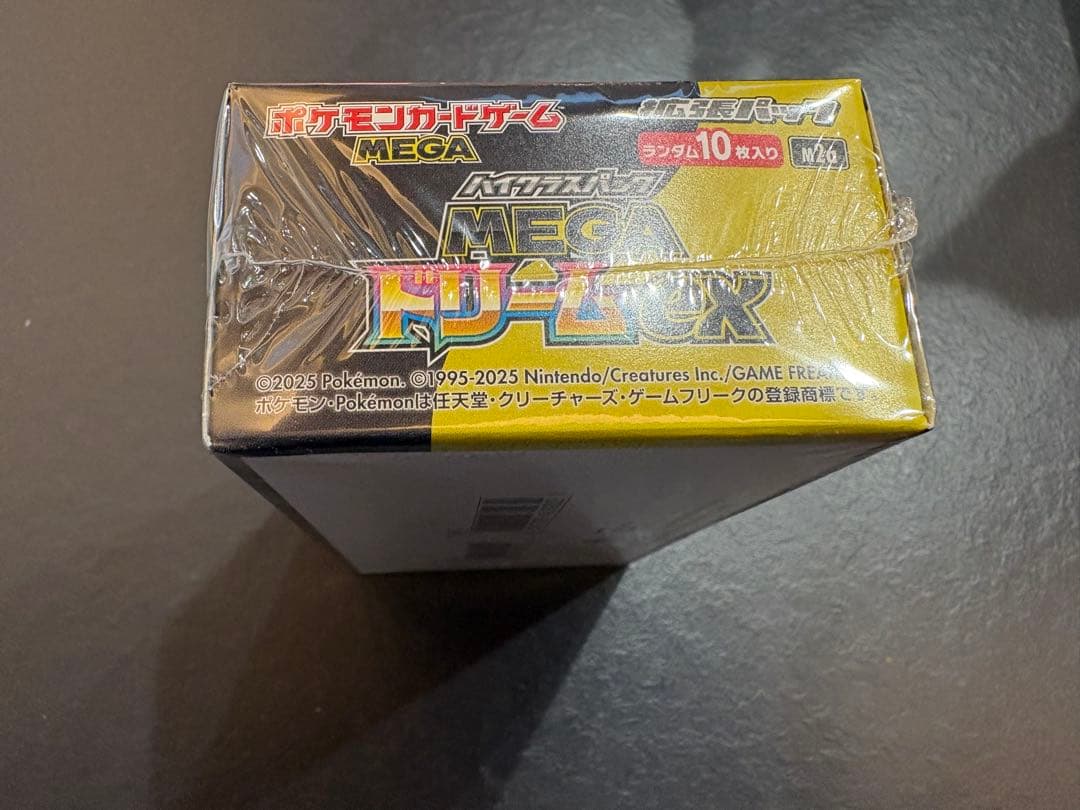 ポケモンカードゲーム
MEGA
拡張パック
ランダム10枚入り
M2a
ハイクラスパック
MEGA
ドリームex
©2025 Pokémon. ©1995-2025 Nintendo/Creatures Inc./GAME FREAK
ポケモン・Pokémonは任天堂・クリーチャーズ・ゲームフリークの登録商標です